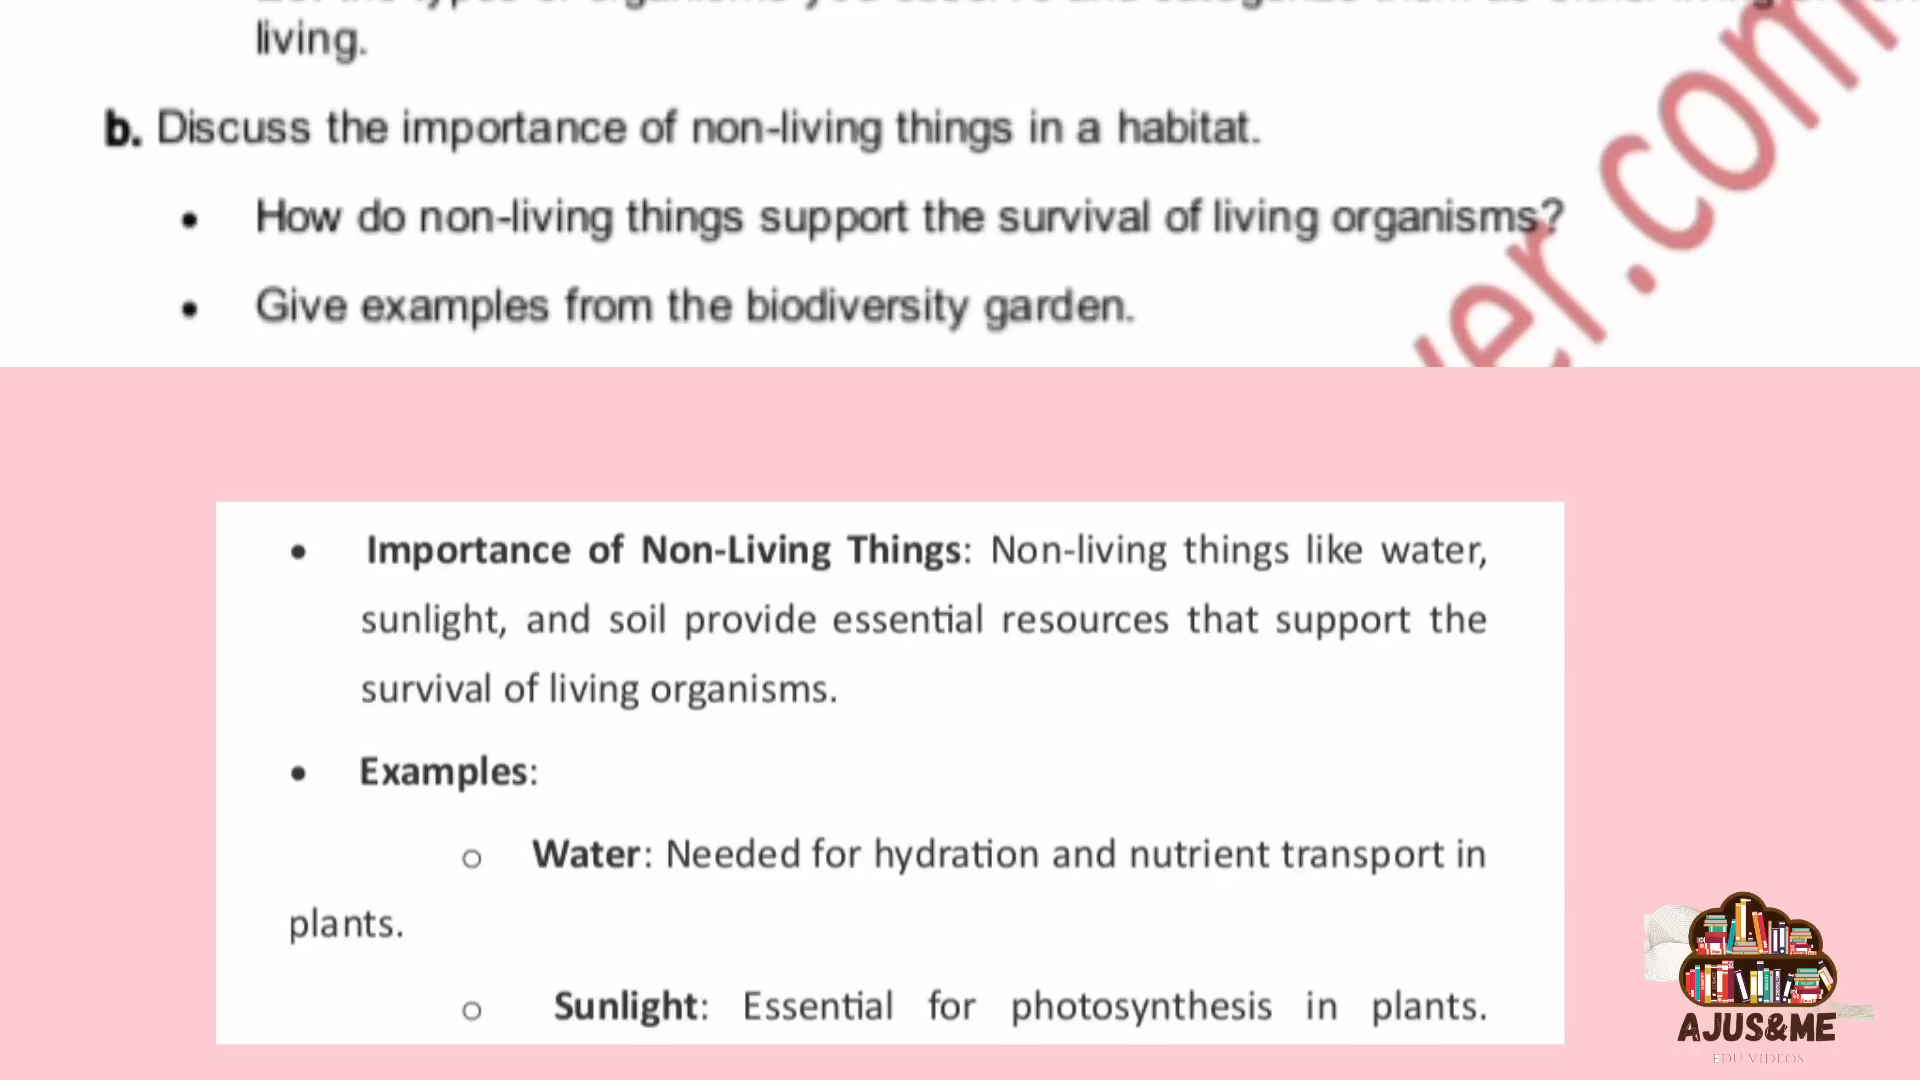 living.
b. Discuss the importance of non-living things in a habitat.
• How do non-living things support the survival of living organisms?
• Give examples from the biodiversity garden.
er.com
• Importance of Non-Living Things: Non-living things like water,
sunlight, and soil provide essential resources that support the
survival of living organisms.
• Examples:
o Water: Needed for hydration and nutrient transport in
plants.
o Sunlight: Essential for photosynthesis in plants.
AJUS&ME
EDU VIDEOS